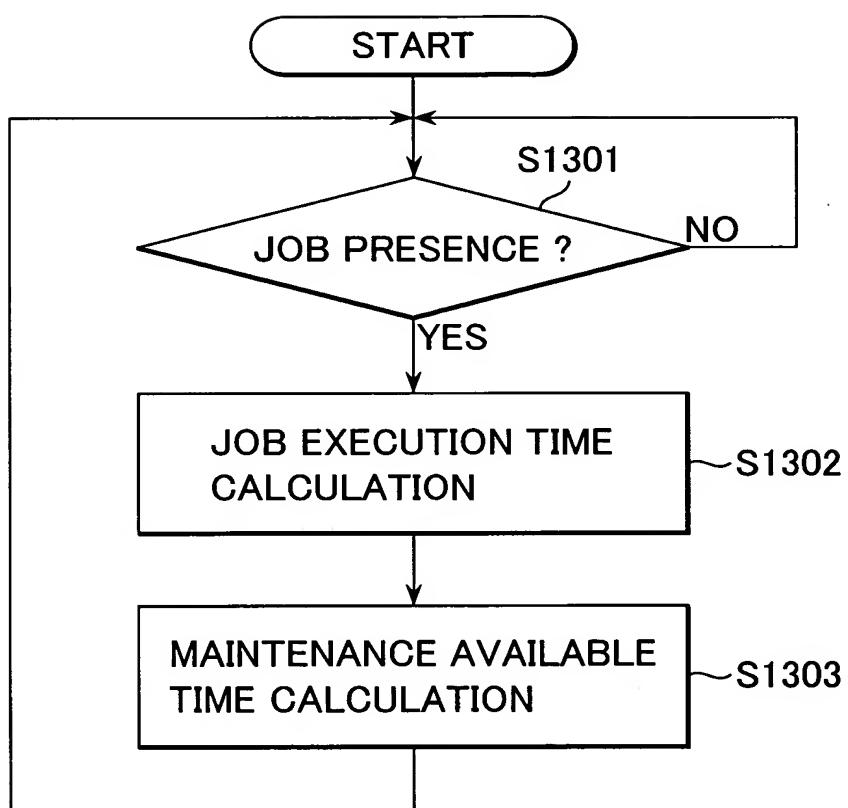 START
S1301
JOB PRESENCE ?
NO
YES
JOB EXECUTION TIME
CALCULATION
S1302
MAINTENANCE AVAILABLE
TIME CALCULATION
S1303